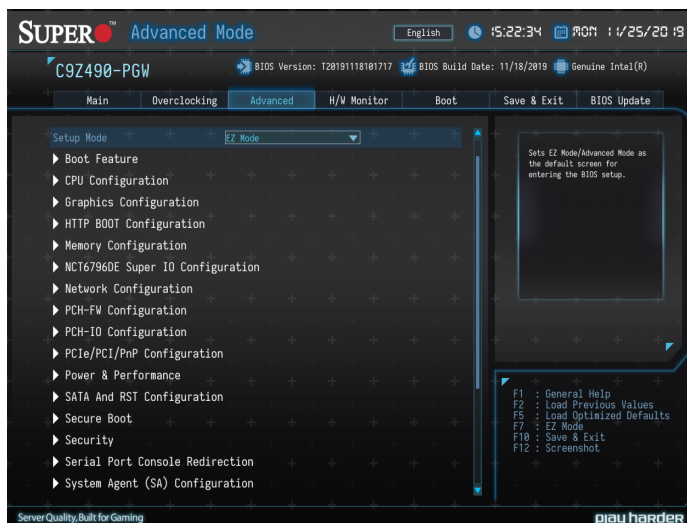 SUPER™ Advanced Mode English 15:22:34 MON 11/25/2019
C9Z490-PGW BIOS Version: T20191118101717 BIOS Build Date: 11/18/2019 Genuine Intel(R)
Main Overclocking Advanced H/W Monitor Boot Save & Exit BIOS Update
Setup Mode EZ Mode
Boot Feature
CPU Configuration
Graphics Configuration
HTTP BOOT Configuration
Memory Configuration
NCT6796DE Super IO Configuration
Network Configuration
PCH-FW Configuration
PCH-IO Configuration
PCIe/PCI/PnP Configuration
Power & Performance
SATA And RST Configuration
Secure Boot
Security
Serial Port Console Redirection
System Agent (SA) Configuration
Sets EZ Mode/Advanced Mode as
the default screen for
entering the BIOS setup.
F1 : General Help
F2 : Load Previous Values
F5 : Load Optimized Defaults
F7 : EZ Mode
F10 : Save & Exit
F12 : Screenshot
Server Quality, Built for Gaming
play harder